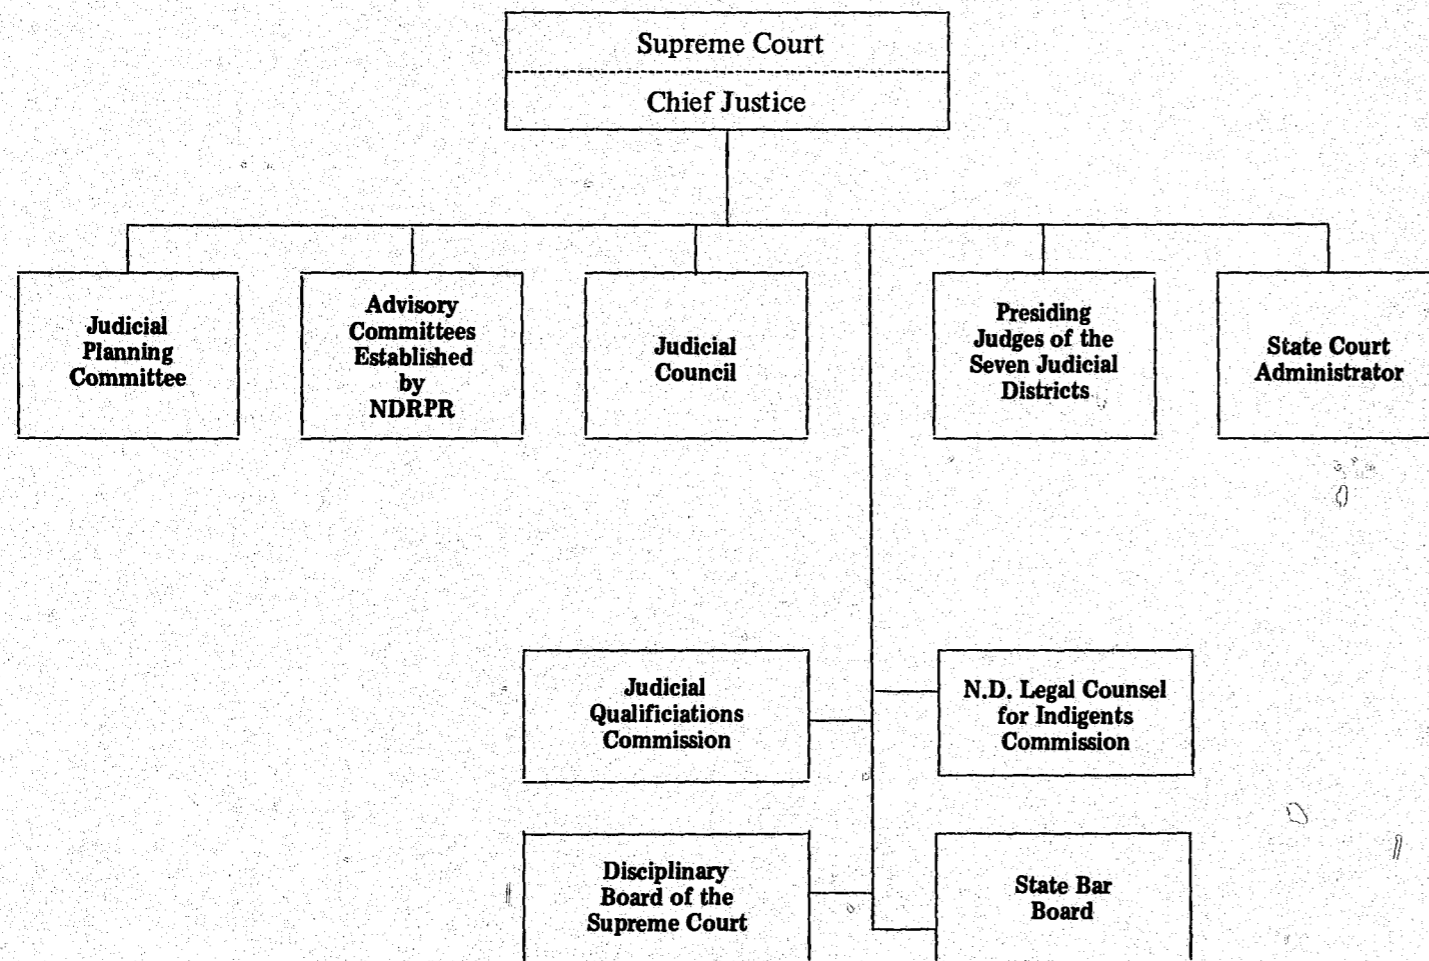 Supreme Court
Chief Justice
Judicial
Planning
Committee
Advisory
Committees
Established
by
NDRPR
Judicial
Council
Presiding
Judges of the
Seven Judicial
Districts
State Court
Administrator
Judicial
Qualificiations
Commission
N.D. Legal Counsel
for Indigents
Commission
Disciplinary
Board of the
Supreme Court
State Bar
Board